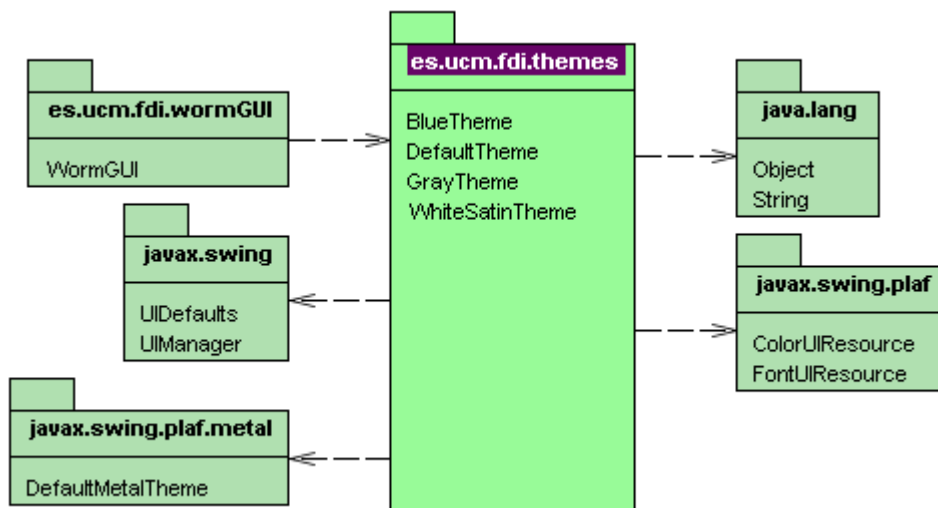 es.ucm.fdi.wormGUI
WormGUI
javax.swing
UIDefaults
UIManager
javax.swing.plaf.metal
DefaultMetalTheme
es.ucm.fdi.themes
BlueTheme
DefaultTheme
GrayTheme
WhiteSatinTheme
java.lang
Object
String
javax.swing.plaf
ColorUIResource
FontUIResource